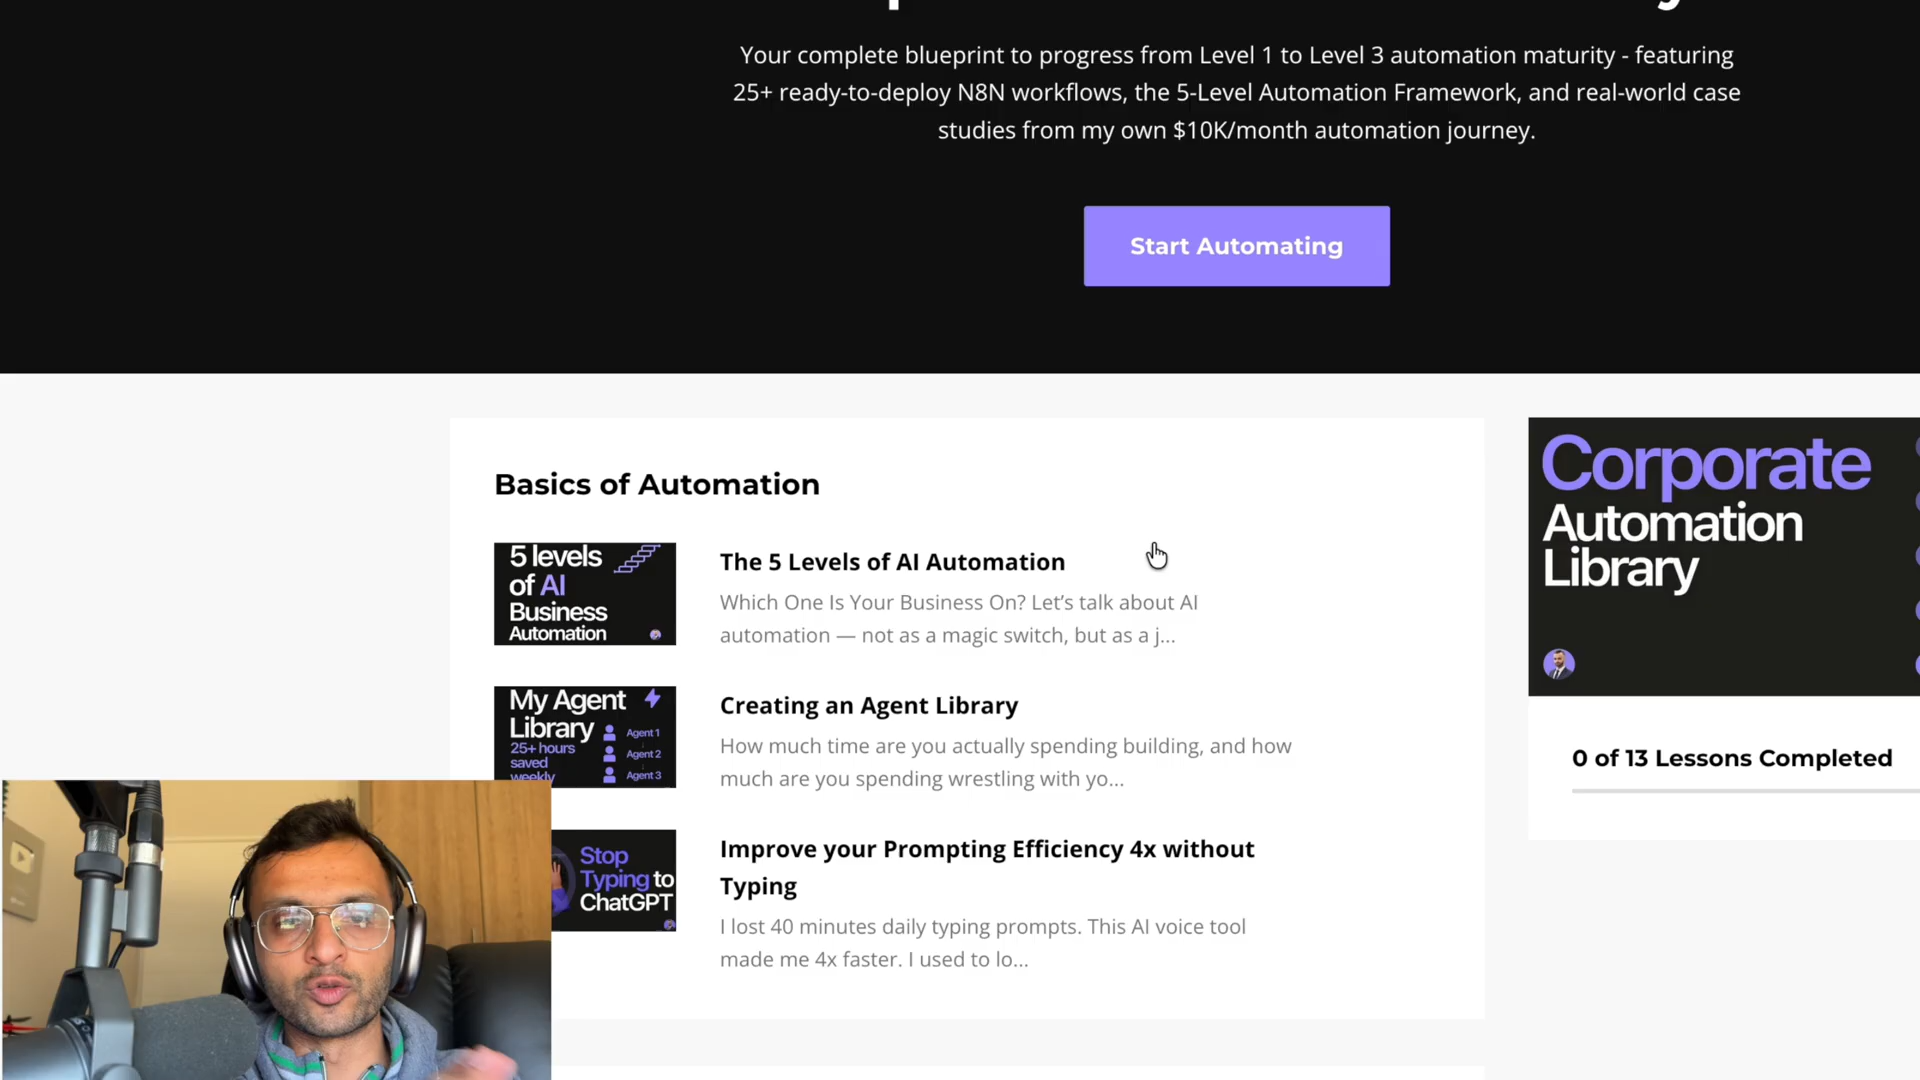 Your complete blueprint to progress from Level 1 to Level 3 automation maturity - featuring
25+ ready-to-deploy N8N workflows, the 5-Level Automation Framework, and real-world case
studies from my own $10K/month automation journey.
Start Automating
Basics of Automation
5 levels
of AI
Business
Automation
The 5 Levels of AI Automation
Which One Is Your Business On? Let’s talk about AI
automation — not as a magic switch, but as a j...
My Agent
Library
25+ hours
saved
weekly
Agent 1
Agent 2
Agent 3
Creating an Agent Library
How much time are you actually spending building, and how
much are you spending wrestling with yo...
Stop
Typing to
ChatGPT
Improve your Prompting Efficiency 4x without
Typing
I lost 40 minutes daily typing prompts. This AI voice tool
made me 4x faster. I used to lo...
Corporate
Automation
Library
0 of 13 Lessons Completed